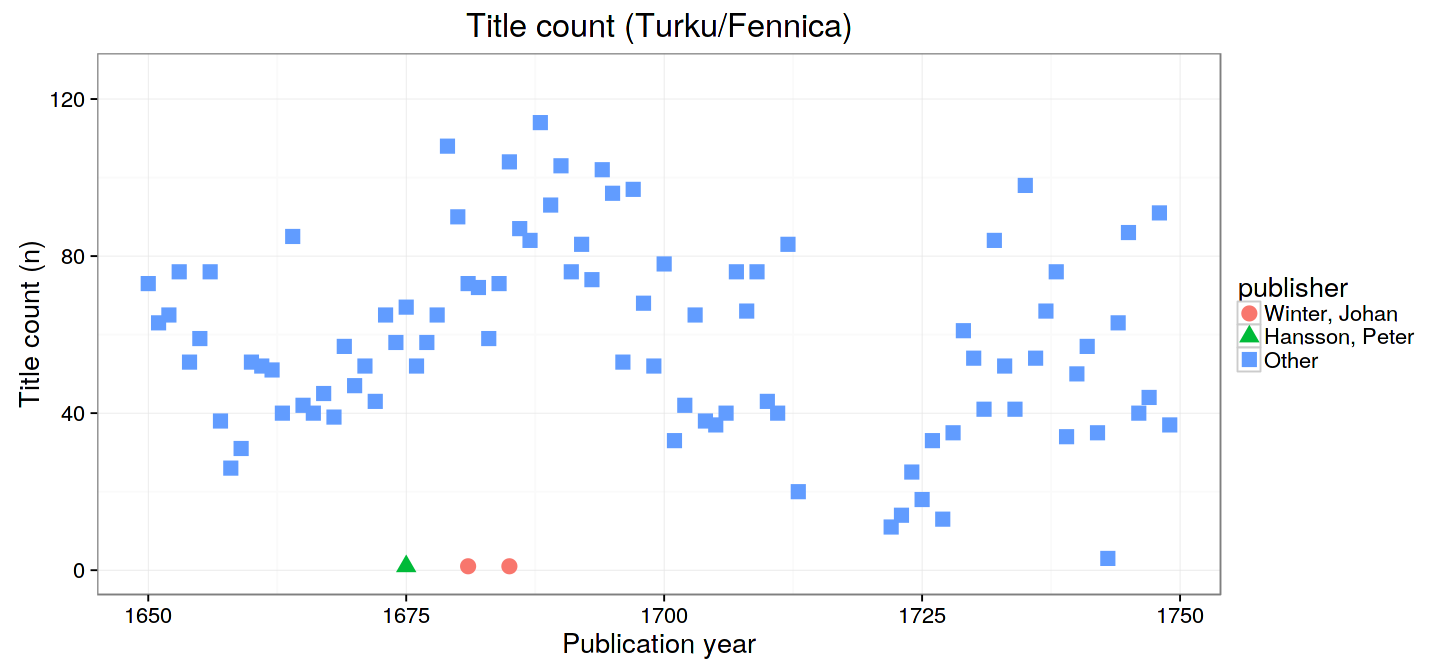 Title count (Turku/Fennica)
120
80
40
0
Title count (n)
1650 1675 1700 1725 1750
Publication year
publisher
Winter, Johan
Hansson, Peter
Other